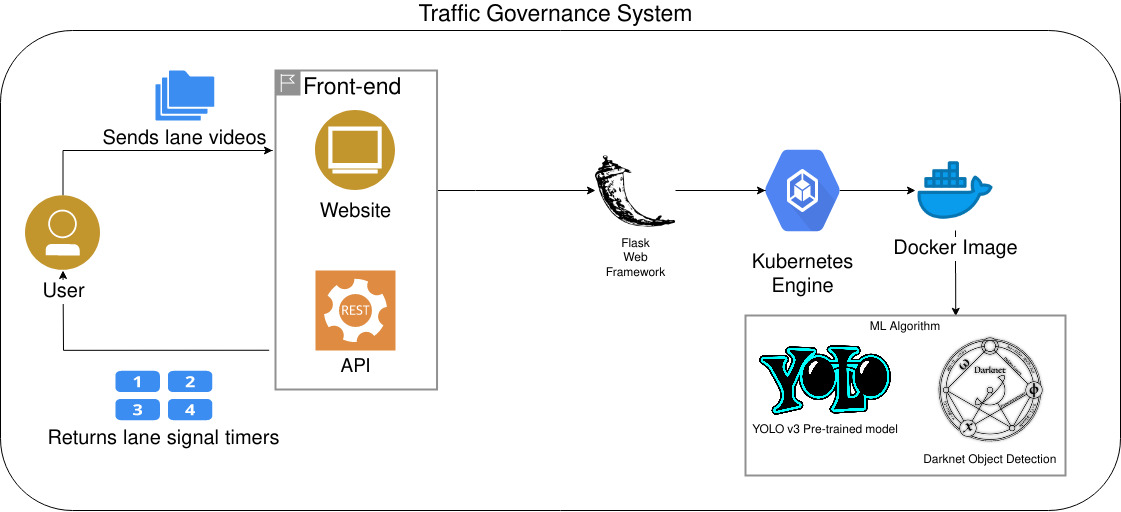 Traffic Governance System
Sends lane videos
Front-end
Website
User
REST
API
1 2
3 4
Returns lane signal timers
Flask
Web
Framework
Kubernetes
Engine
Docker Image
ML Algorithm
YOLO
YOLO v3 Pre-trained model
Darknet
Darknet Object Detection